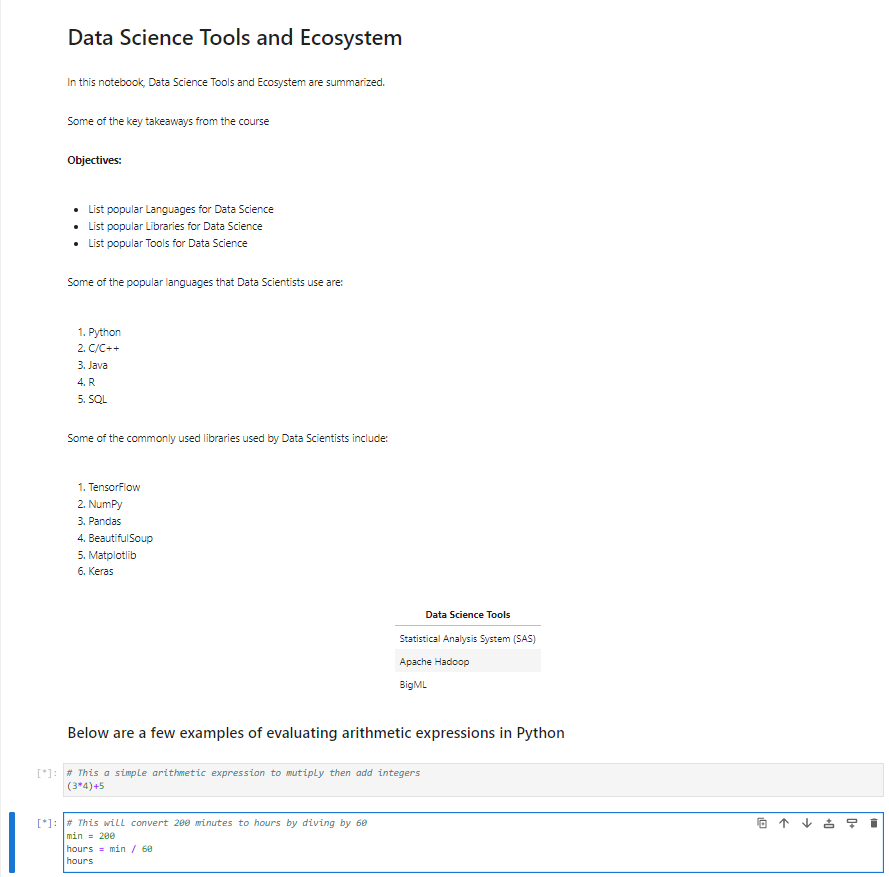 Data Science Tools and Ecosystem
In this notebook, Data Science Tools and Ecosystem are summarized.
Some of the key takeaways from the course
Objectives:
• List popular Languages for Data Science
• List popular Libraries for Data Science
• List popular Tools for Data Science
Some of the popular languages that Data Scientists use are:
1. Python
2. C/C++
3. Java
4. R
5. SQL
Some of the commonly used libraries used by Data Scientists include:
1. TensorFlow
2. NumPy
3. Pandas
4. BeautifulSoup
5. Matplotlib
6. Keras
Data Science Tools
Statistical Analysis System (SAS)
Apache Hadoop
BigML
Below are a few examples of evaluating arithmetic expressions in Python
[*]: # This a simple arithmetic expression to mutiply then add integers
(3*4)+5
[*]: # This will convert 200 minutes to hours by diving by 60
min = 200
hours = min / 60
hours